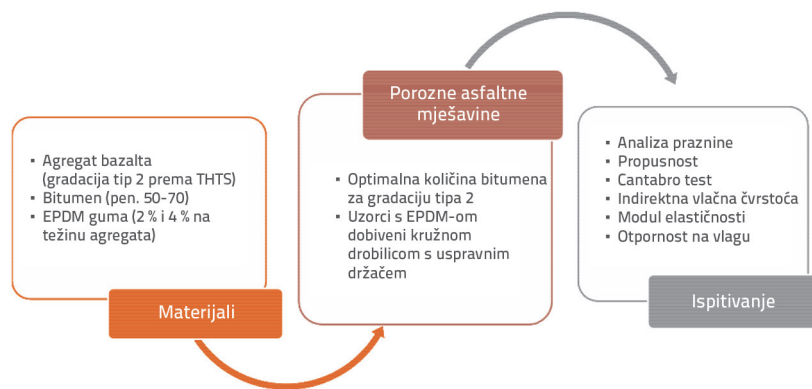 ▪ Agregat bazalta
(gradacija tip 2 prema THTS)
▪ Bitumen (pen. 50-70)
▪ EPDM guma (2 % i 4 % na
težinu agregata)
Materijali
Porozne asfaltne
mješavine
▪ Optimalna količina bitumena
za gradaciju tipa 2
▪ Uzorci s EPDM-om
dobiveni kružnom
drobilicom s uspravnim
držačem
▪ Analiza praznine
▪ Propusnost
▪ Cantabro test
▪ Indirektna vlačna čvrstoća
▪ Modul elastičnosti
▪ Otpornost na vlagu
Ispitivanje